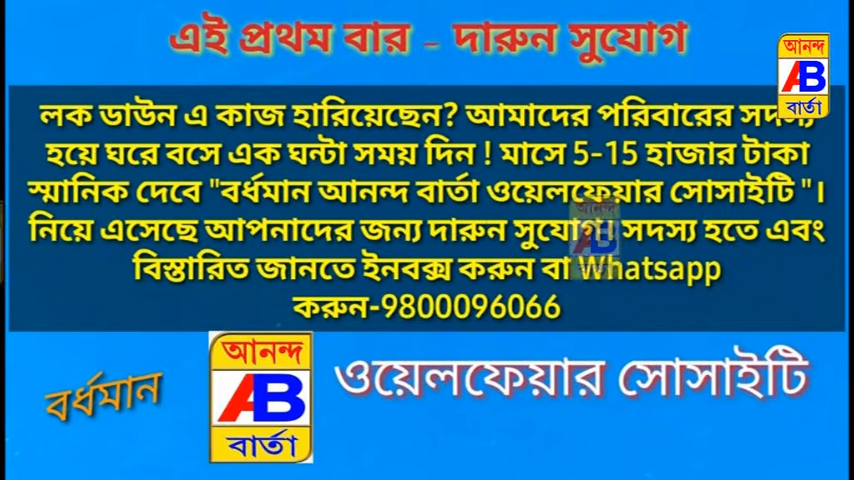 এই প্রথম বার - দারুন সুযোগ
আনন্দ
AB
বার্তা
লক ডাউন এ কাজ হারিয়েছেন? আমাদের পরিবারের সদস্য
হয়ে ঘরে বসে এক ঘন্টা সময় দিন ! মাসে 5-15 হাজার টাকা
স্মানিক দেবে "বর্ধমান আনন্দ বার্তা ওয়েলফেয়ার সোসাইটি "।
নিয়ে এসেছে আপনাদের জন্য দারুন সুযোগ। সদস্য হতে এবং
বিস্তারিত জানতে ইনবক্স করুন বা Whatsapp
করুন-9800096066
আনন্দ
AB
বর্ধমান
আনন্দ
AB
বার্তা
ওয়েলফেয়ার সোসাইটি